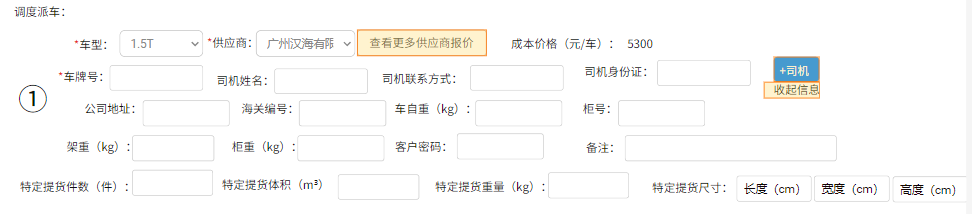 调度派车：
*车型： 1.5T *供应商： 广州汉海有限 查看更多供应商报价 成本价格（元/车）： 5300
*车牌号： 司机姓名： 司机联系方式： 司机身份证： +司机
① 收起信息
公司地址： 海关编号： 车自重（kg）： 柜号：
架重（kg）： 柜重（kg）： 客户密码： 备注：
特定提货件数（件）： 特定提货体积（m³） 特定提货重量（kg）： 特定提货尺寸： 长度（cm） 宽度（cm） 高度（cm）